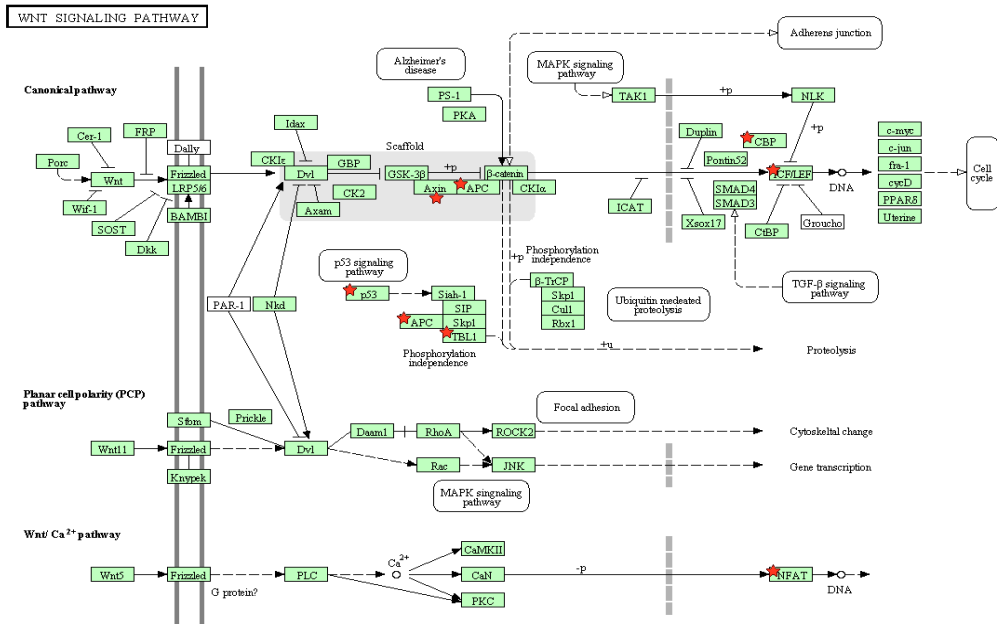 WNT SIGNALING PATHWAY
Adherens junction
Alzheimer's
disease
MAPK signaling
pathway
Canonical pathway
PS-1
PKA
TAK1
+p
NLK
Cer-1
FRP
Idax
Scaffold
Duplin
CBP
+p
c-myc
Porc
Dally
CKIε
GBP
Pontin52
c-jun
Wnt
Frizzled
Dvl
GSK-3β
+p
β-catenin
fra-1
Cell
cycle
LRP5/6
CK2
Axin
APC
CKIα
SMAD4
SMAD3
DNA
cycD
Wif-1
BAMBI
Axam
ICAT
Xsox17
CtBP
Groucho
PPARδ
Uterine
SOST
Dkk
p53 signaling
pathway
+p
Phosphorylation
independence
β-TrCP
Skp1
Cul1
Rbx1
Ubiquitin medeated
proteolysis
TGF-β signaling
pathway
PAR-1
Nkd
p53
Siah-1
SIP
APC
Skp1
TBL1
Phosphorylation
independence
+u
Proteolysis
Planar cell polarity (PCP)
pathway
Stbm
Prickle
Focal adhesion
Daam1
RhoA
ROCK2
Cytoskeltal change
Wnt11
Frizzled
Dvl
Rac
JNK
Gene transcription
Knypek
MAPK singnaling
pathway
Wnt/ Ca2+ pathway
CaMKII
Wnt5
Frizzled
PLC
Ca2+
CaN
-p
NFAT
DNA
G protein?
PKC